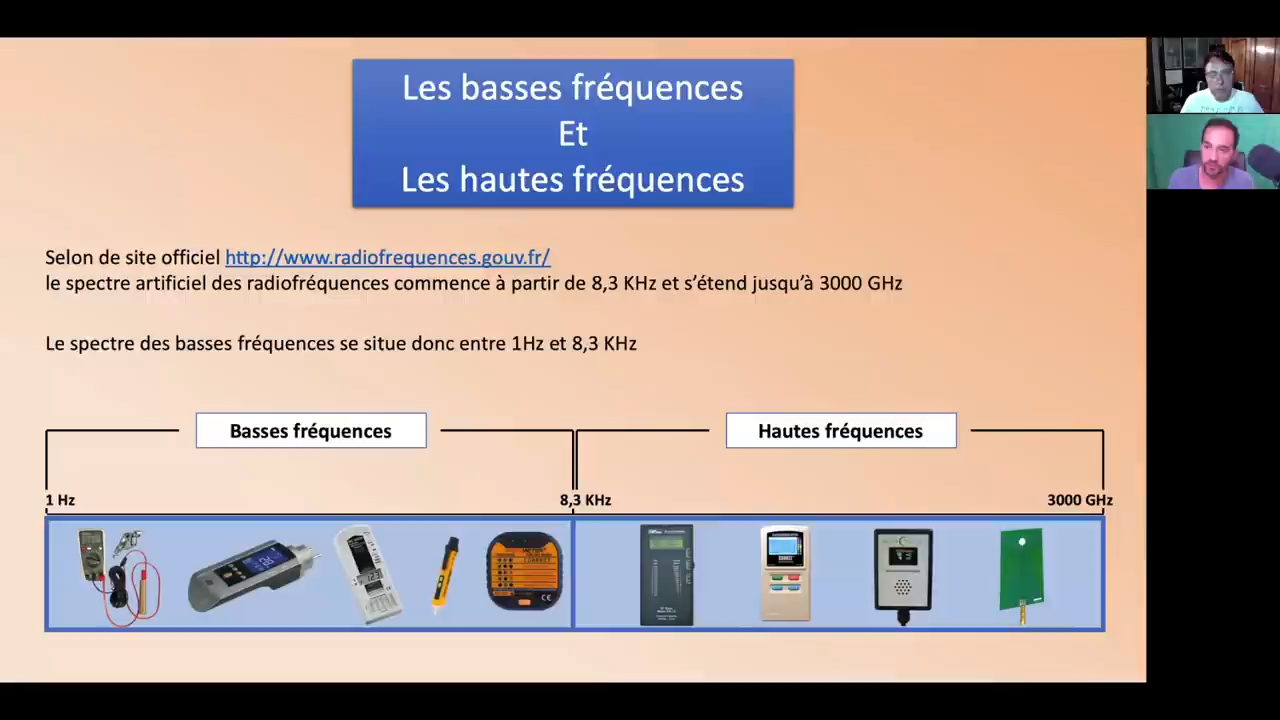 Les basses fréquences
Et
Les hautes fréquences
Selon de site officiel http://www.radiofrequences.gouv.fr/
le spectre artificiel des radiofréquences commence à partir de 8,3 KHz et s’étend jusqu’à 3000 GHz
Le spectre des basses fréquences se situe donc entre 1Hz et 8,3 KHz
Basses fréquences
Hautes fréquences
1 Hz
8,3 KHz
3000 GHz